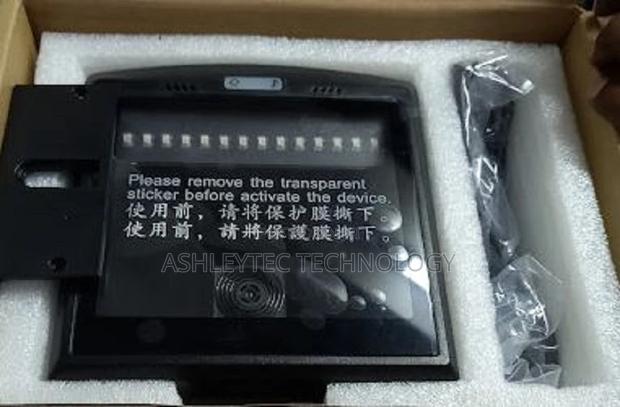 Please remove the transparent
sticker before activate the device.
使用前，请将保护膜撕下。
使用前，請將保護膜撕下。
ASHLEYTEC TECHNOLOGY